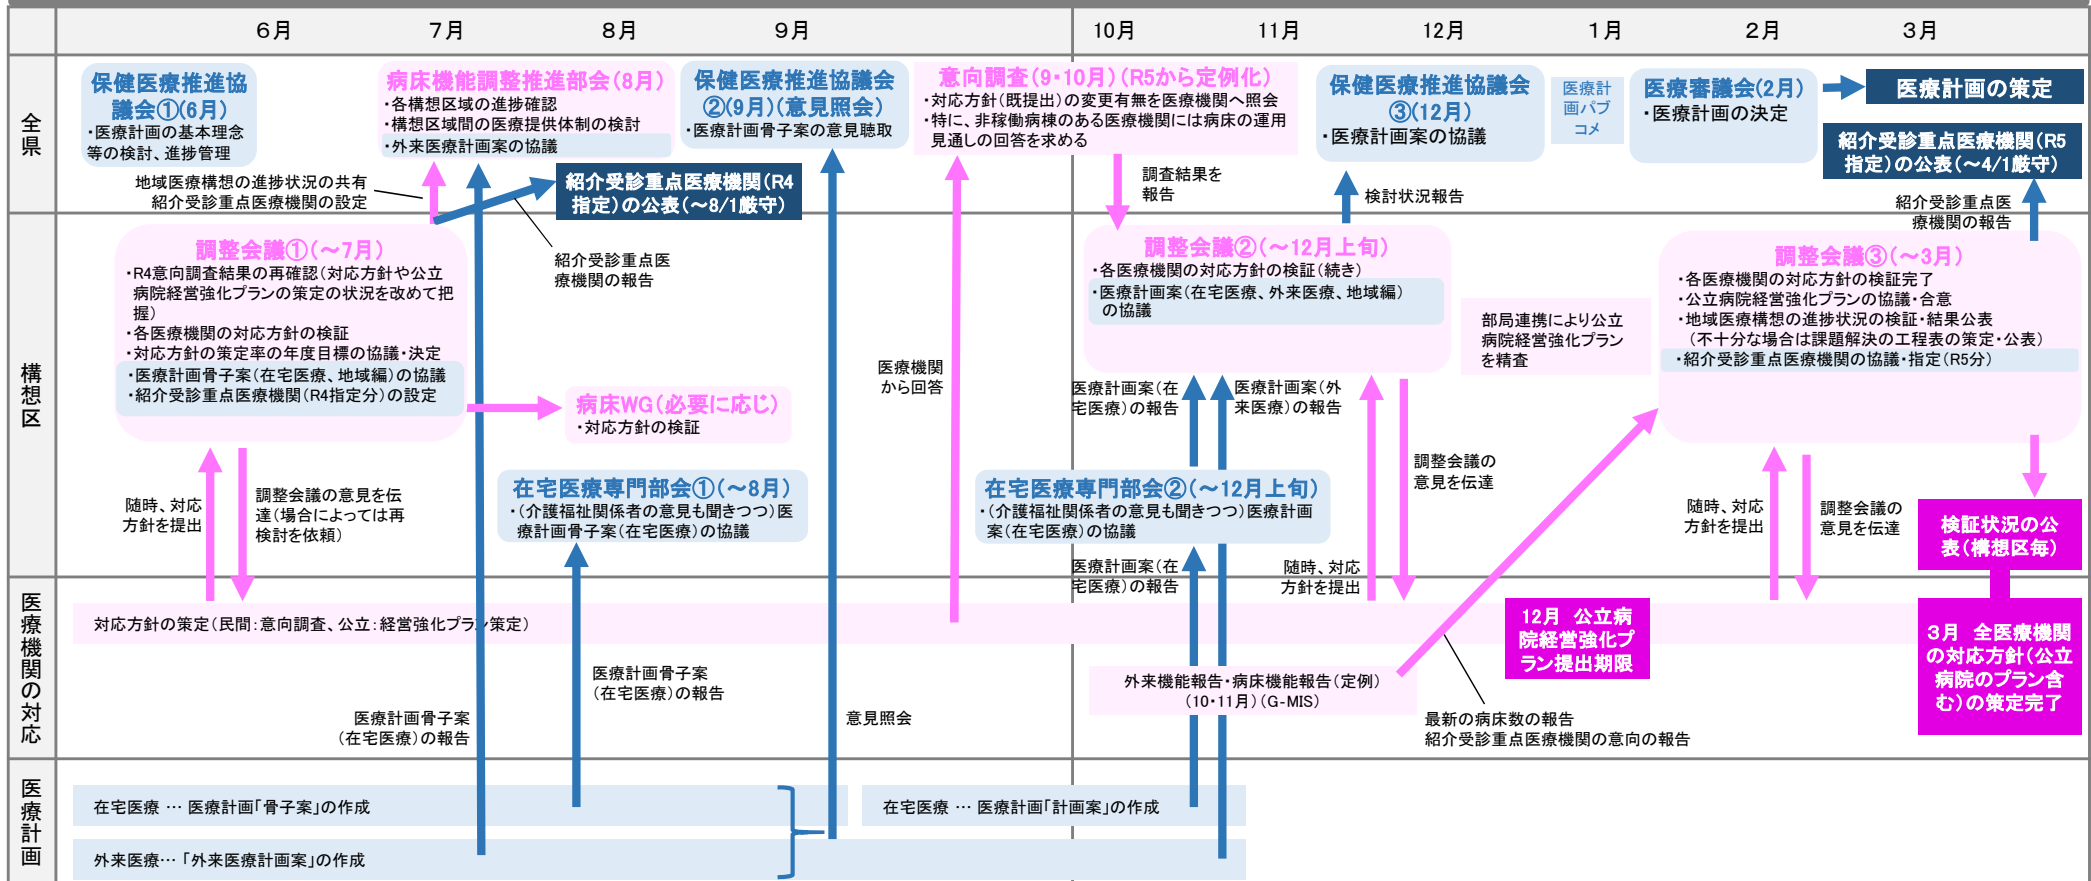 6月
7月
8月
9月
10月
11月
12月
1月
2月
3月
全県
保健医療推進協
議会①(6月)
・医療計画の基本理念
等の検討、進捗管理
病床機能調整推進部会(8月)
・各構想区域の進捗確認
・構想区域間の医療提供体制の検討
・外来医療計画案の協議
保健医療推進協議会
②(9月)(意見照会)
・医療計画骨子案の意見聴取
意向調査(9・10月)(R5から定例化)
・対応方針(既提出)の変更有無を医療機関へ照会
・特に、非稼働病棟のある医療機関には病床の運用
見通しの回答を求める
保健医療推進協議会
③(12月)
・医療計画案の協議
医療計
画パブ
コメ
医療審議会(2月)
・医療計画の決定
医療計画の策定
紹介受診重点医療機関(R5
指定)の公表(~4/1厳守)
地域医療構想の進捗状況の共有
紹介受診重点医療機関の設定
紹介受診重点医療機関(R4
指定)の公表(~8/1厳守)
調査結果を
報告
検討状況報告
紹介受診重点医
療機関の報告
構想区
調整会議①(~7月)
・R4意向調査結果の再確認(対応方針や公立
病院経営強化プランの策定の状況を改めて把
握)
・各医療機関の対応方針の検証
・対応方針の策定率の年度目標の協議・決定
・医療計画骨子案(在宅医療、地域編)の協議
・紹介受診重点医療機関(R4指定分)の設定
紹介受診重点医
療機関の報告
病床WG(必要に応じ)
・対応方針の検証
医療機関
から回答
調整会議②(~12月上旬)
・各医療機関の対応方針の検証(続き)
・医療計画案(在宅医療、外来医療、地域編)
の協議
部局連携により公立
病院経営強化プラン
を精査
調整会議③(~3月)
・各医療機関の対応方針の検証完了
・公立病院経営強化プランの協議・合意
・地域医療構想の進捗状況の検証・結果公表
(不十分な場合は課題解決の工程表の策定・公表)
・紹介受診重点医療機関の協議・指定(R5分)
医療計画案(在
宅医療)の報告
医療計画案(外
来医療)の報告
随時、対応
方針を提出
調整会議の意見を伝
達(場合によっては再
検討を依頼)
在宅医療専門部会①(~8月)
・(介護福祉関係者の意見も聞きつつ)医
療計画骨子案(在宅医療)の協議
在宅医療専門部会②(~12月上旬)
・(介護福祉関係者の意見も聞きつつ)医療計画
案(在宅医療)の協議
調整会議の
意見を伝達
随時、対応
方針を提出
調整会議の
意見を伝達
検証状況の公
表(構想区毎)
医療計画案(在
宅医療)の報告
随時、対応
方針を提出
医療機関の対応
対応方針の策定(民間:意向調査、公立:経営強化プラン策定)
12月 公立病
院経営強化プ
ラン提出期限
3月 全医療機関
の対応方針(公立
病院のプラン含
む)の策定完了
医療計画骨子案
(在宅医療)の報告
外来機能報告・病床機能報告(定例)
(10・11月)(G-MIS)
医療計画骨子案
(在宅医療)の報告
意見照会
最新の病床数の報告
紹介受診重点医療機関の意向の報告
医療計画
在宅医療 … 医療計画「骨子案」の作成
在宅医療 … 医療計画「計画案」の作成
外来医療… 「外来医療計画案」の作成